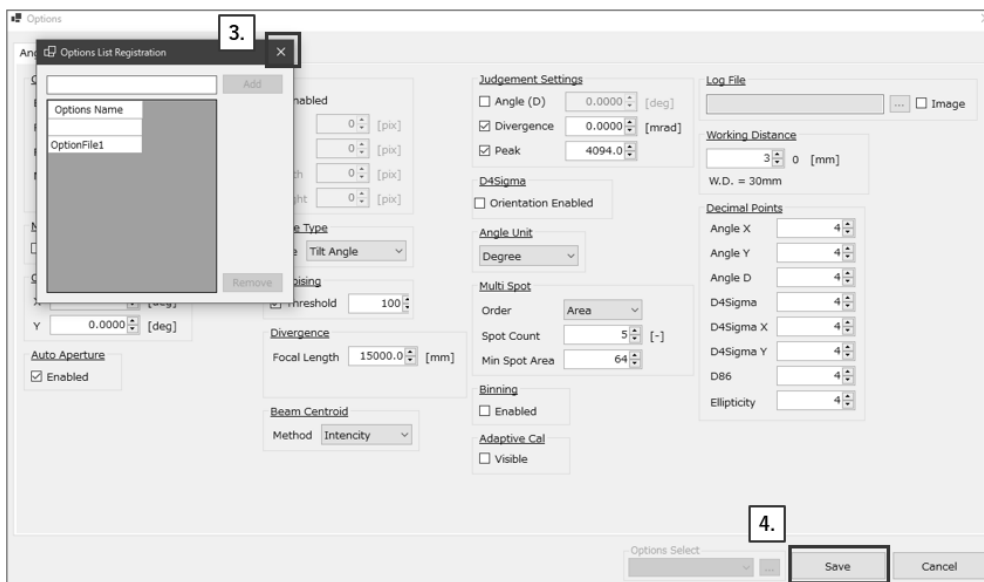 Options
3.
Options List Registration
Add
Options Name
OptionFile1
Remove
0 [pix]
0 [pix]
0 [pix]
0 [pix]
Tilt Angle
Threshold 100
X [deg]
Y 0.0000 [deg]
Auto Aperture
Enabled
Divergence
Focal Length 15000.0 [mm]
Beam Centroid
Method Intencity
Judgement Settings
Angle (D) 0.0000 [deg]
Divergence 0.0000 [mrad]
Peak 4094.0
D4Sigma
Orientation Enabled
Angle Unit
Degree
Multi Spot
Order Area
Spot Count 5 [-]
Min Spot Area 64
Binning
Enabled
Adaptive Cal
Visible
Log File
... Image
Working Distance
3 0 [mm]
W.D. = 30mm
Decimal Points
Angle X 4
Angle Y 4
Angle D 4
D4Sigma 4
D4Sigma X 4
D4Sigma Y 4
D86 4
Ellipticity 4
4.
Options Select
... Save Cancel